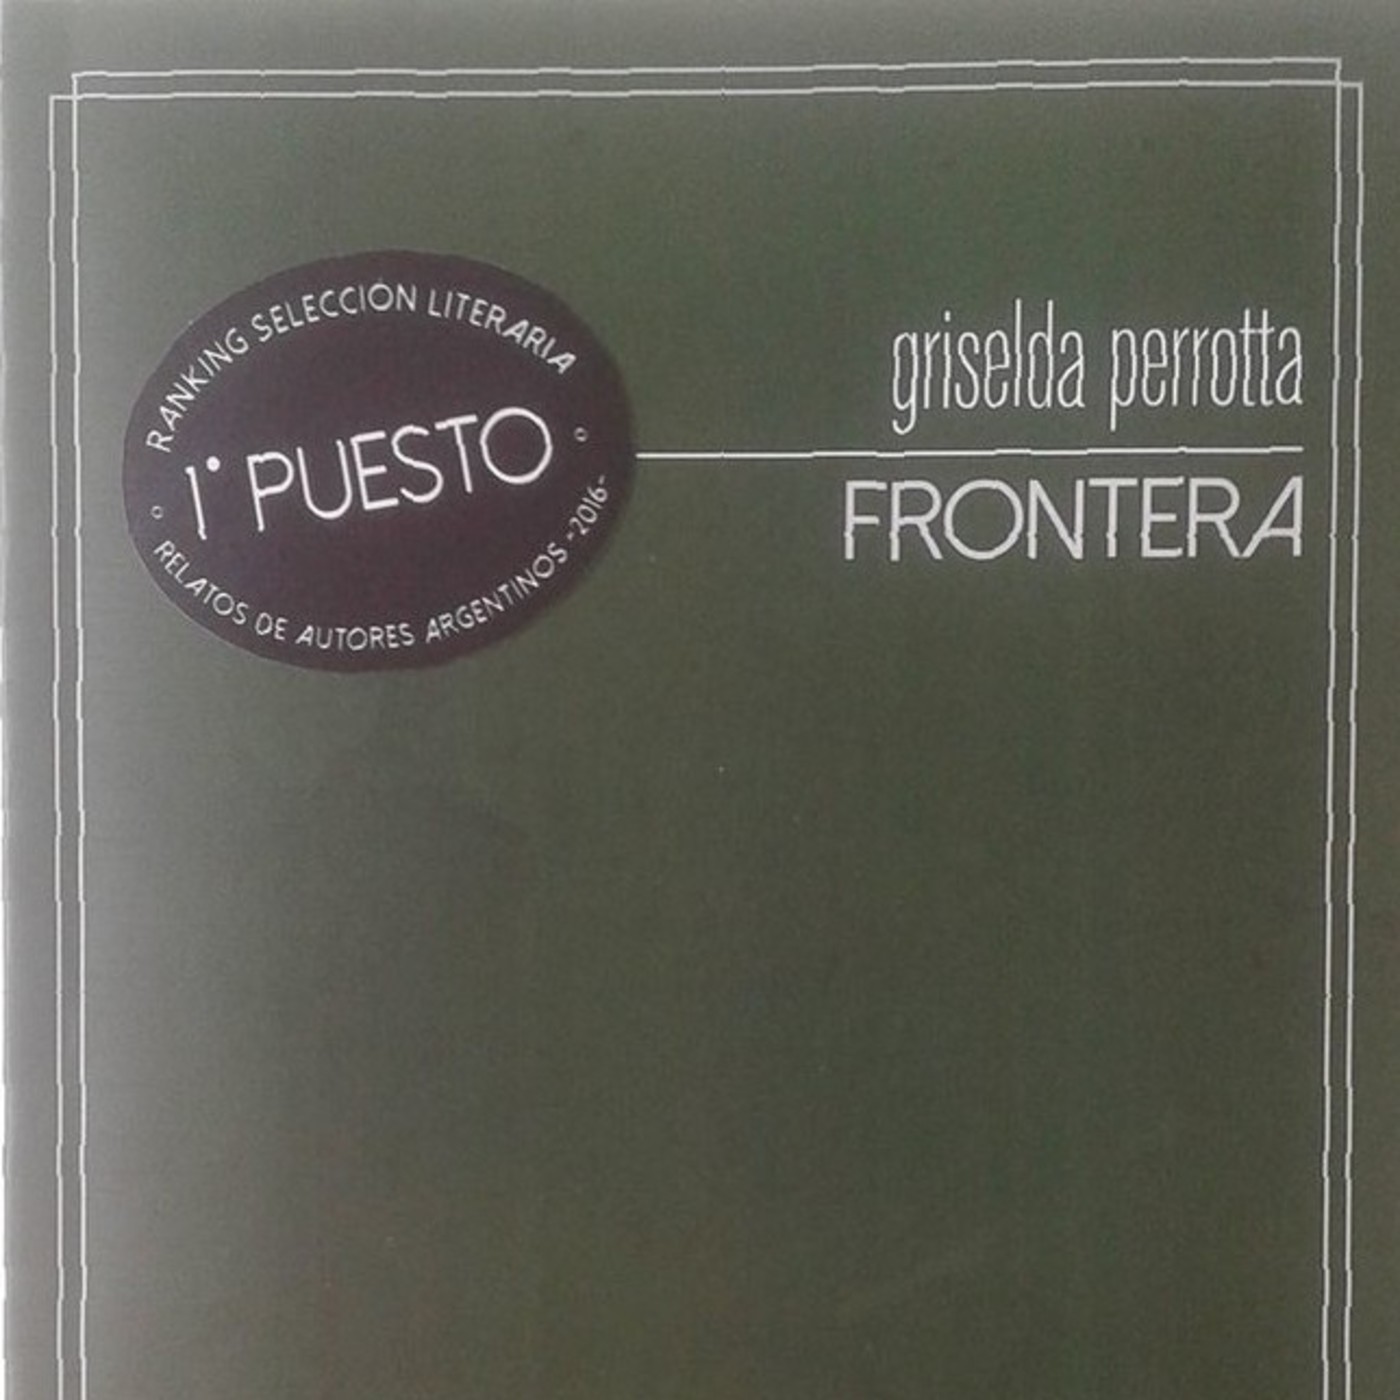 RANKING SELECCIÓN LITERARIA
1° PUESTO
RELATOS DE AUTORES ARGENTINOS -2016-
griselda perrotta
FRONTERA